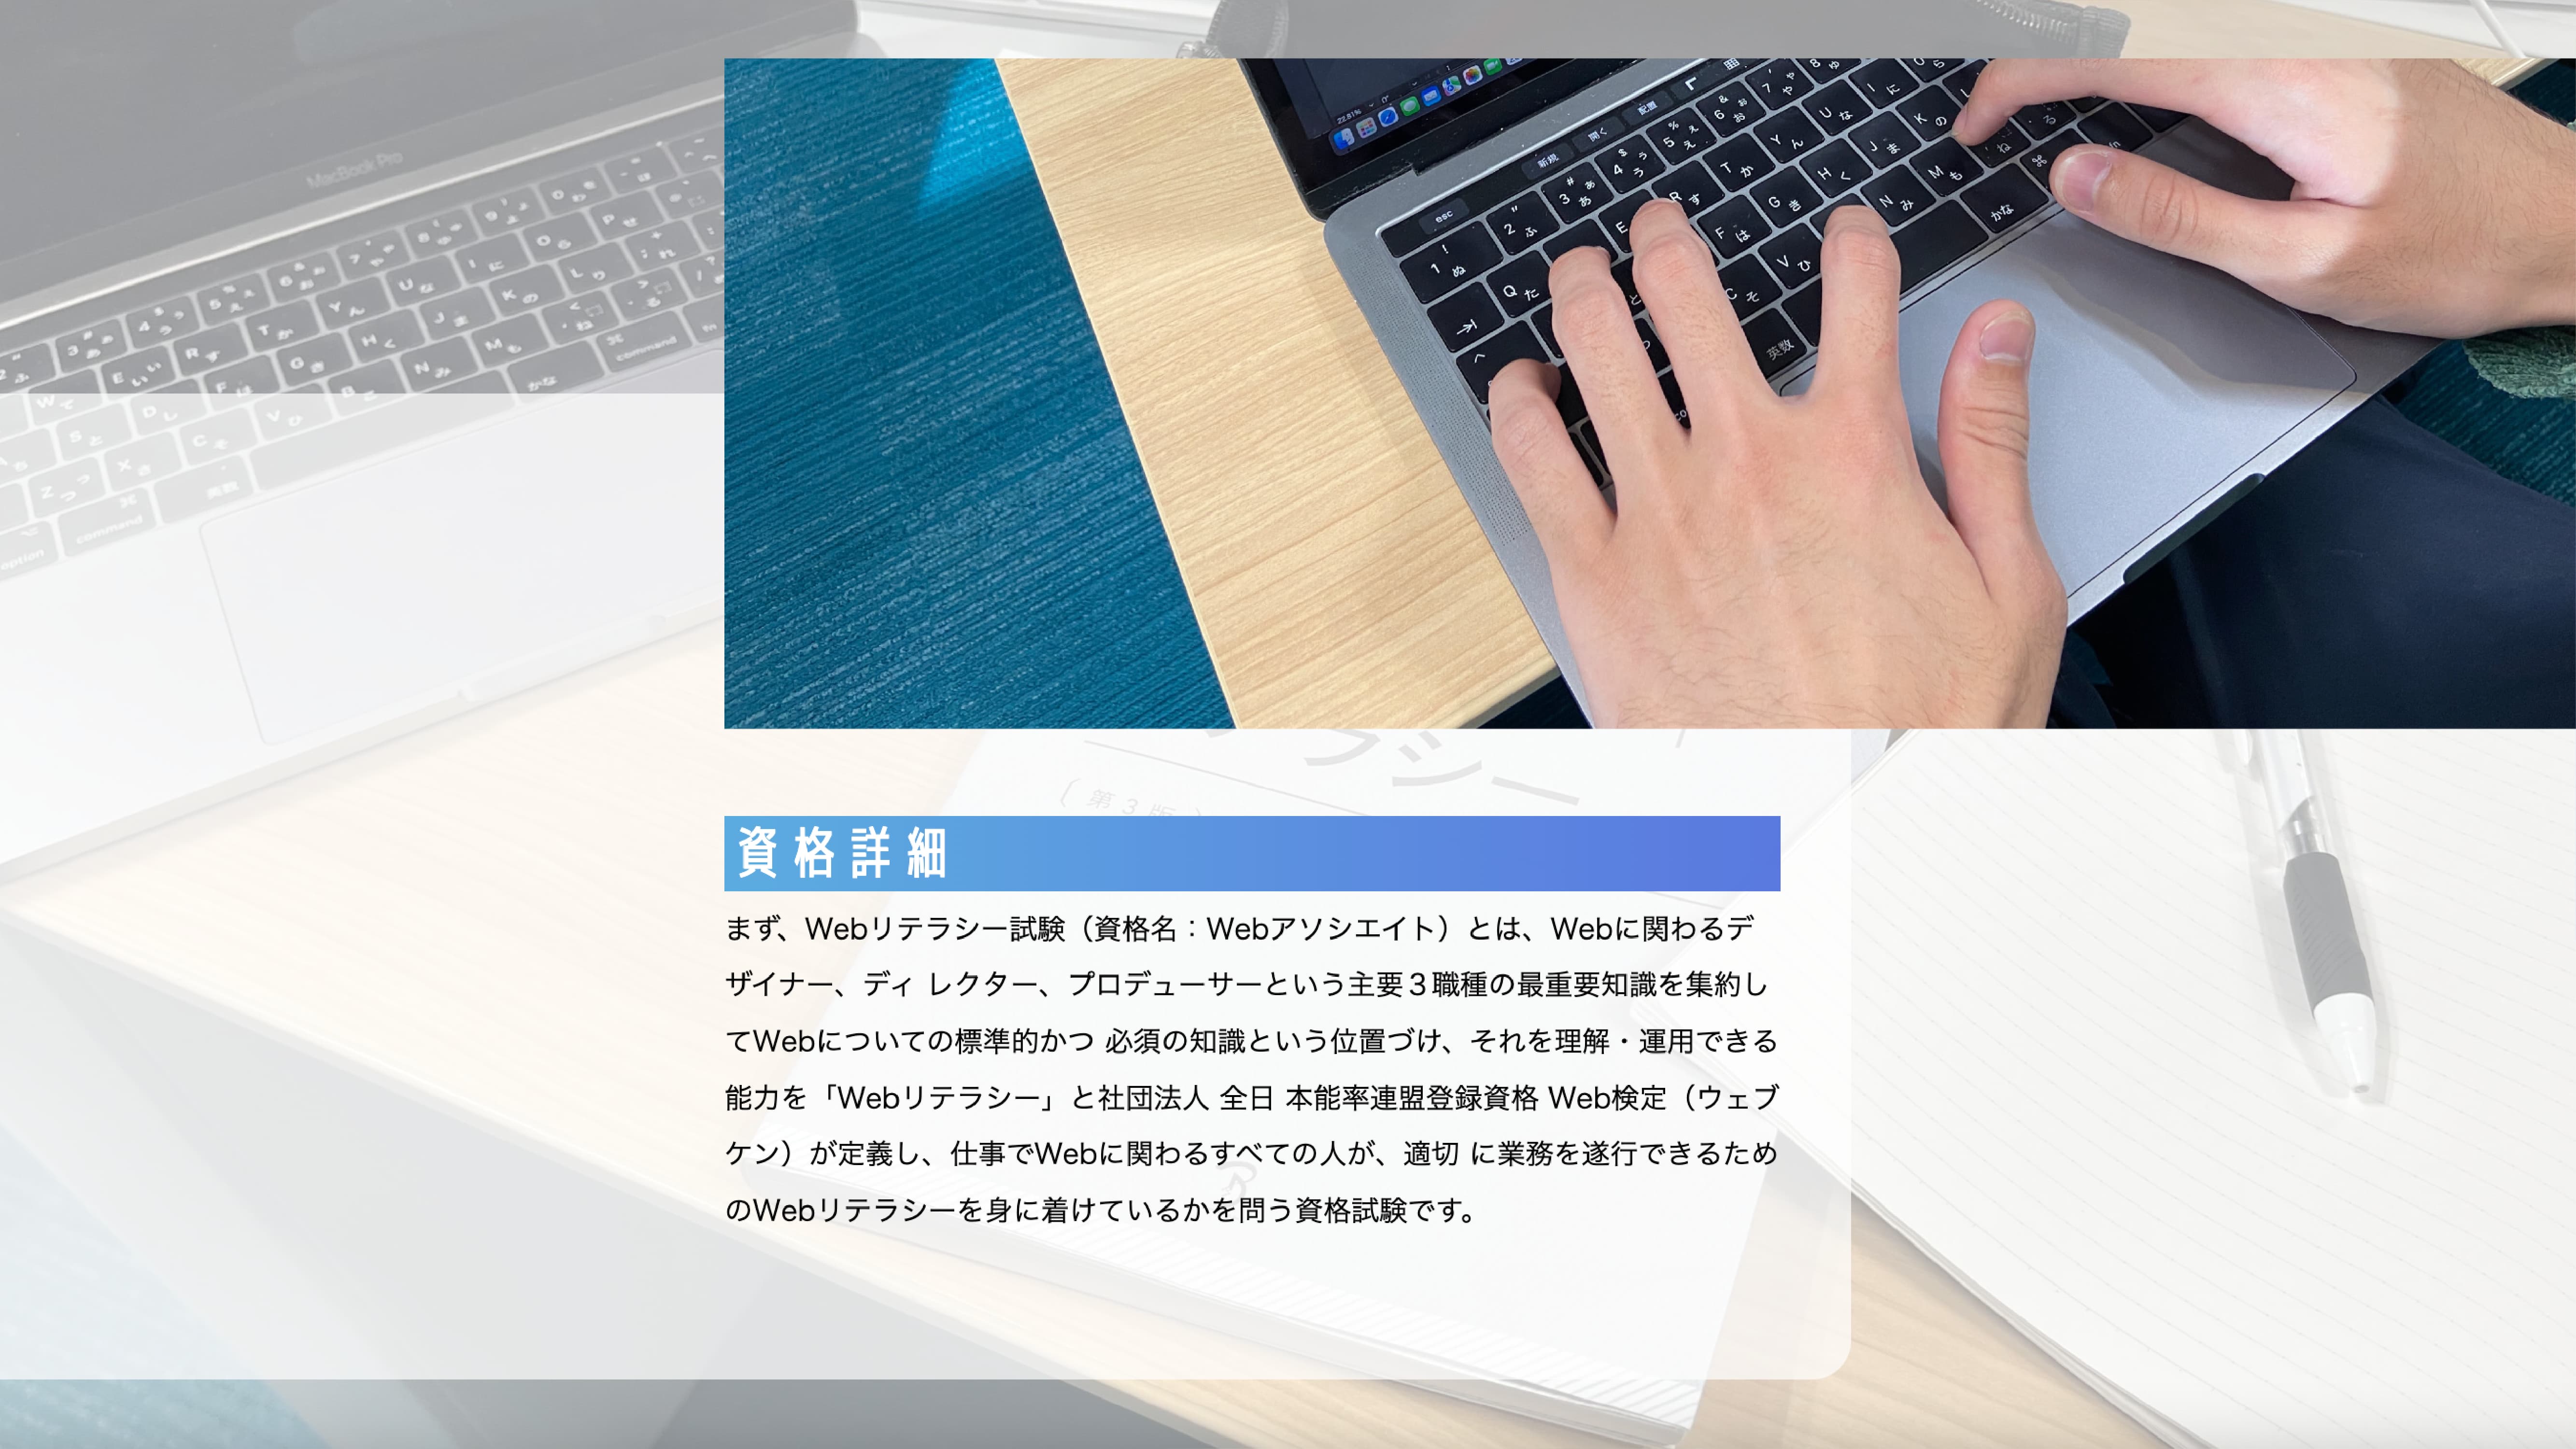 MacBook Pro
ラシー
〔第3版〕
資格詳細
まず、Webリテラシー試験（資格名：Webアソシエイト）とは、Webに関わるデ
ザイナー、ディ レクター、プロデューサーという主要３職種の最重要知識を集約し
てWebについての標準的かつ 必須の知識という位置づけ、それを理解・運用できる
能力を「Webリテラシー」と社団法人 全日 本能率連盟登録資格 Web検定（ウェブ
ケン）が定義し、仕事でWebに関わるすべての人が、適切 に業務を遂行できるため
のWebリテラシーを身に着けているかを問う資格試験です。